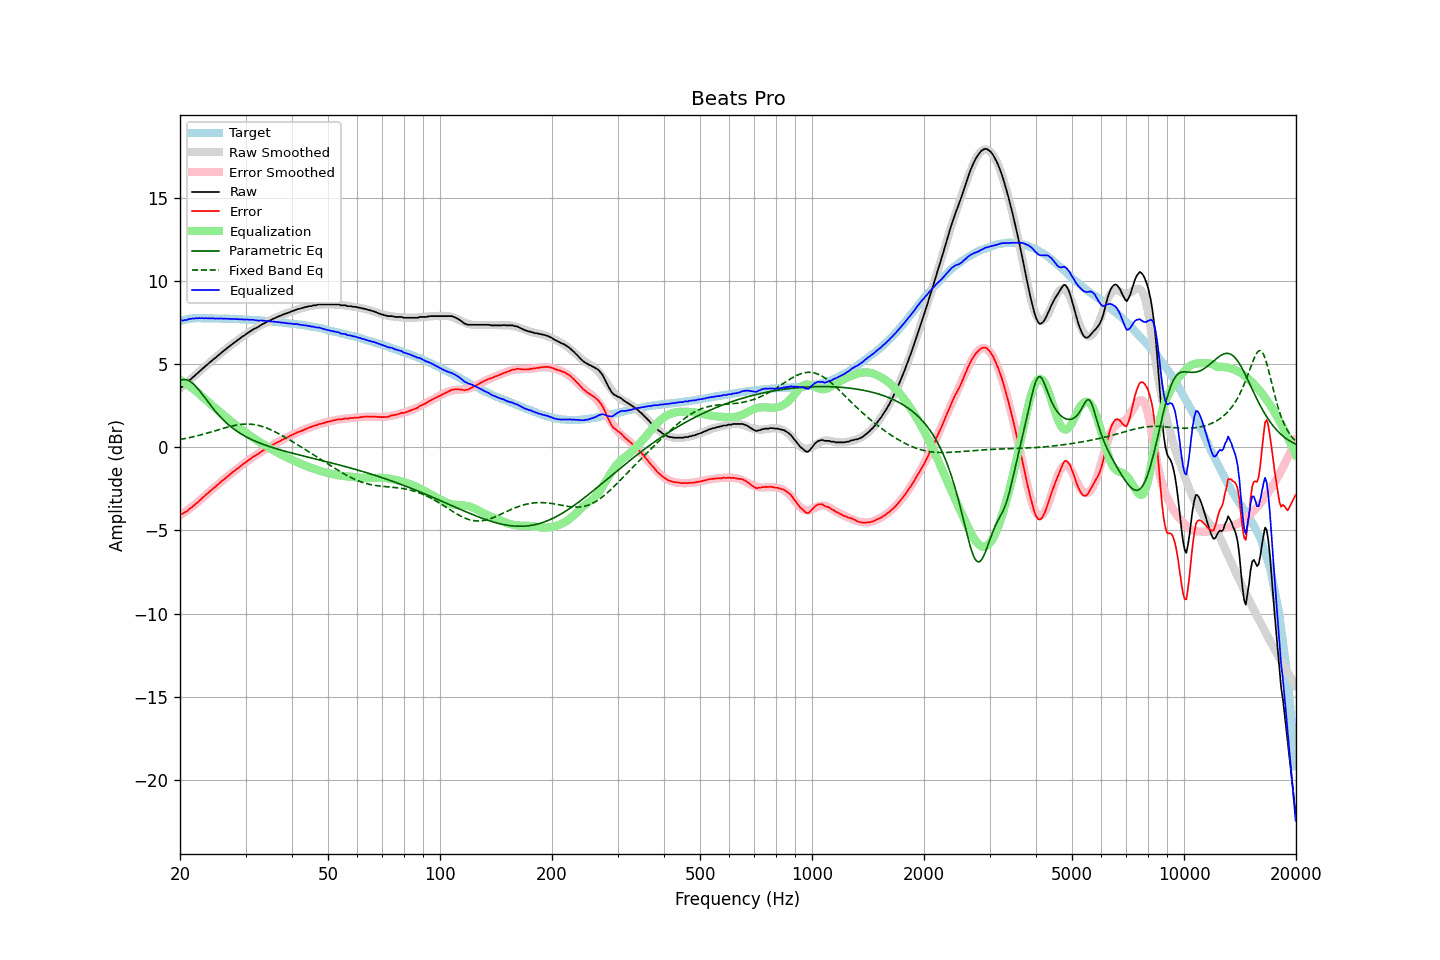 Beats Pro
Target
Raw Smoothed
Error Smoothed
Raw
Error
Equalization
Parametric Eq
Fixed Band Eq
Equalized
15
10
5
0
−5
−10
−15
−20
Amplitude (dBr)
20 50 100 200 500 1000 2000 5000 10000 20000
Frequency (Hz)